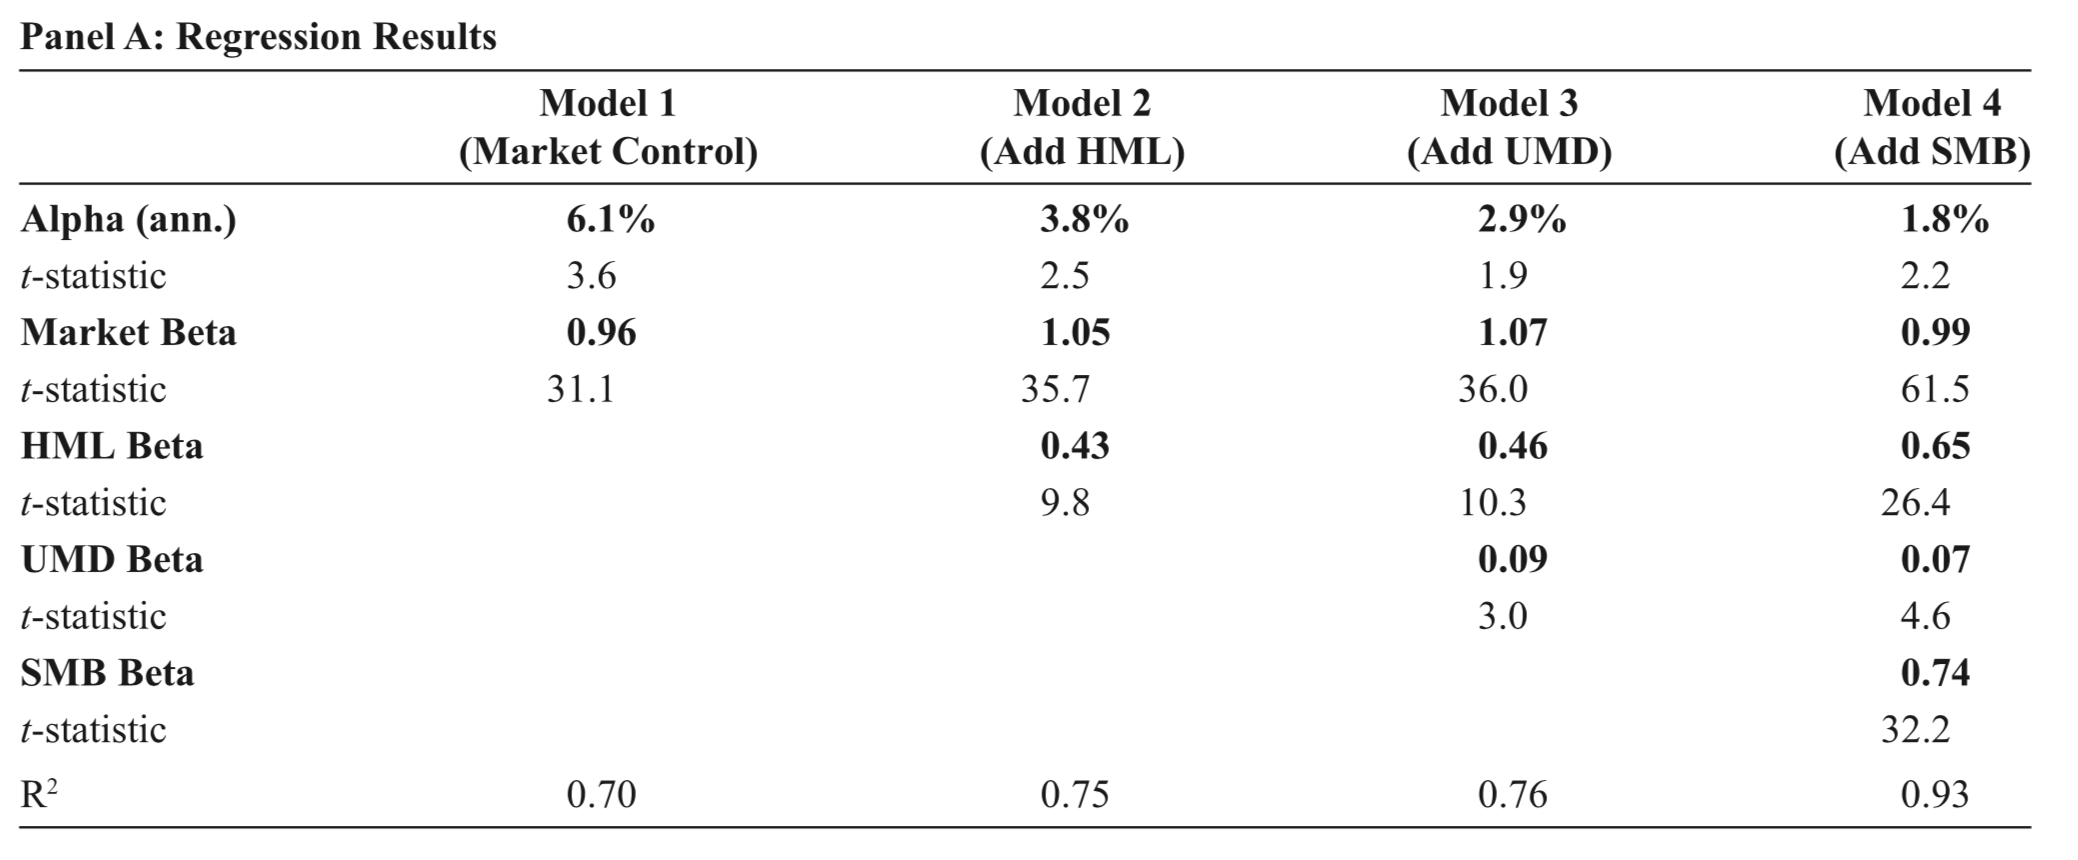 Panel A: Regression Results
Model 1 Model 2 Model 3 Model 4
(Market Control) (Add HML) (Add UMD) (Add SMB)
Alpha (ann.) 6.1% 3.8% 2.9% 1.8%
t-statistic 3.6 2.5 1.9 2.2
Market Beta 0.96 1.05 1.07 0.99
t-statistic 31.1 35.7 36.0 61.5
HML Beta 0.43 0.46 0.65
t-statistic 9.8 10.3 26.4
UMD Beta 0.09 0.07
t-statistic 3.0 4.6
SMB Beta 0.74
t-statistic 32.2
R² 0.70 0.75 0.76 0.93